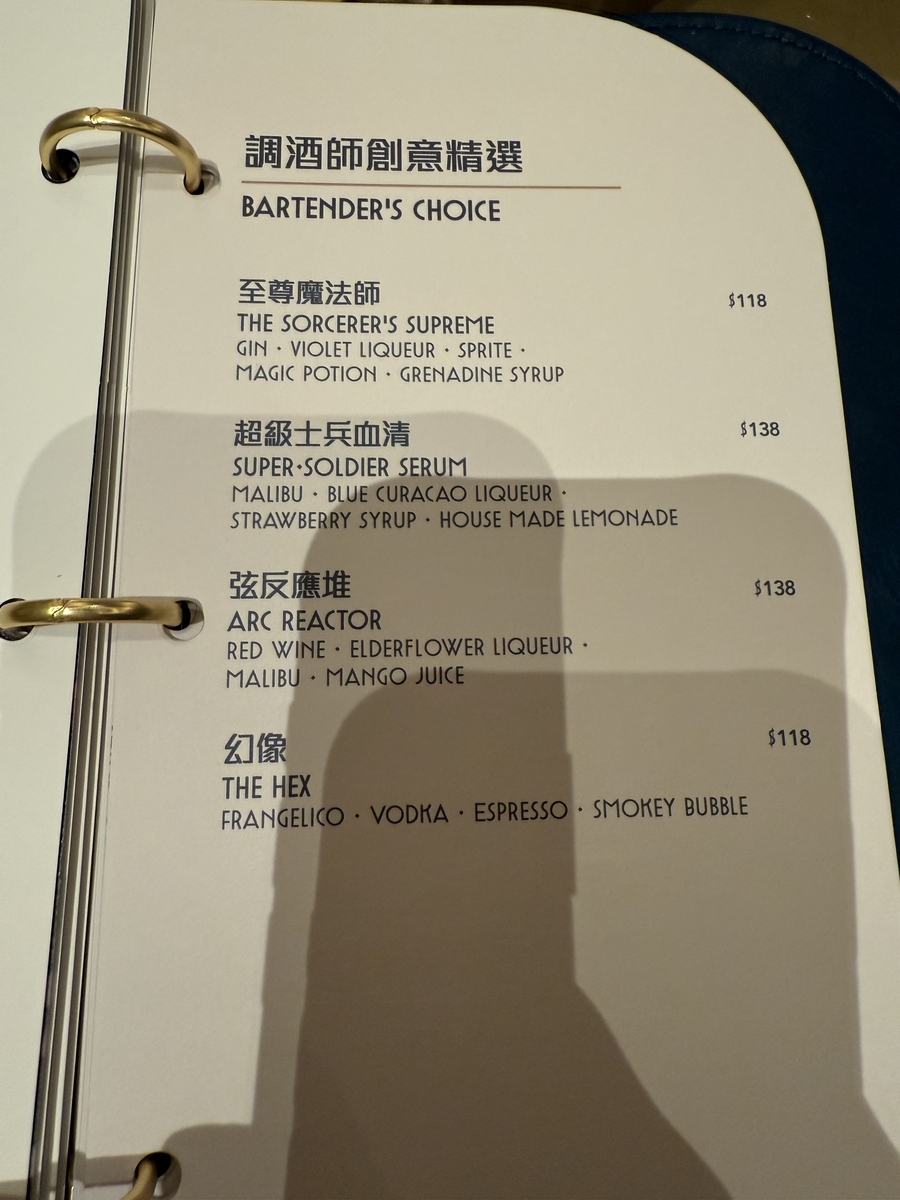 調酒師創意精選
BARTENDER'S CHOICE
至尊魔法師
$118
THE SORCERER'S SUPREME
GIN · VIOLET LIQUEUR · SPRITE ·
MAGIC POTION · GRENADINE SYRUP
超級士兵血清
$138
SUPER·SOLDIER SERUM
MALIBU · BLUE CURACAO LIQUEUR ·
STRAWBERRY SYRUP · HOUSE MADE LEMONADE
弦反應堆
$138
ARC REACTOR
RED WINE · ELDERFLOWER LIQUEUR ·
MALIBU · MANGO JUICE
幻像
$118
THE HEX
FRANGELICO · VODKA · ESPRESSO · SMOKEY BUBBLE